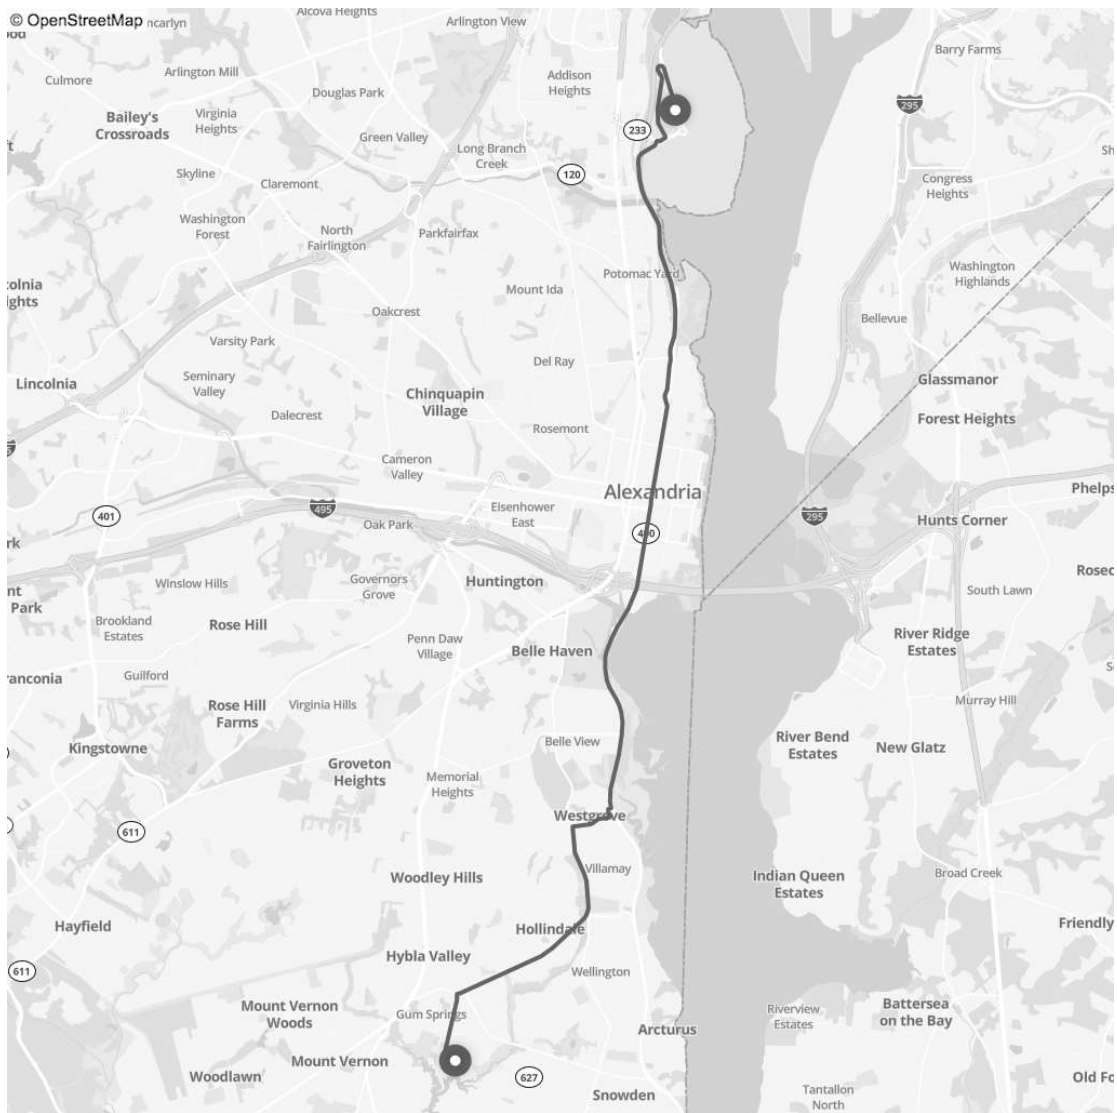 © OpenStreetMap
Alcova Heights
Arlington View
Barry Farms
Culmore
Arlington Mill
Addison
Heights
Douglas Park
295
Bailey's
Crossroads
Virginia
Heights
Green Valley
233
Long Branch
Creek
Skyline
Claremont
120
Congress
Heights
Washington
Forest
North
Fairlington
Parkfairfax
Potomac Yard
Washington
Highlands
Mount Ida
Oakcrest
Bellevue
Varsity Park
Del Ray
Lincolnia
Seminary
Valley
Chinquapin
Village
Glassmanor
Dalecrest
Forest Heights
Rosemont
Cameron
Valley
Alexandria
Phelps
495
Eisenhower
East
401
Oak Park
295
Hunts Corner
400
Winslow Hills
Governors
Grove
Huntington
South Lawn
Park
Brookland
Estates
Rose Hill
Penn Daw
Village
Belle Haven
River Ridge
Estates
Guilford
Rose Hill
Farms
Virginia Hills
Murray Hill
Kingstowne
Belle View
River Bend
Estates
New Glatz
Groveton
Heights
Memorial
Heights
611
Westgrove
Villamay
Woodley Hills
Indian Queen
Estates
Broad Creek
Hayfield
Hollindale
Friendly
Hybla Valley
611
Wellington
Mount Vernon
Woods
Gum Springs
Riverview
Estates
Battersea
on the Bay
Arcturus
Mount Vernon
Woodlawn
627
Snowden
Tantallon
North
Old Fo